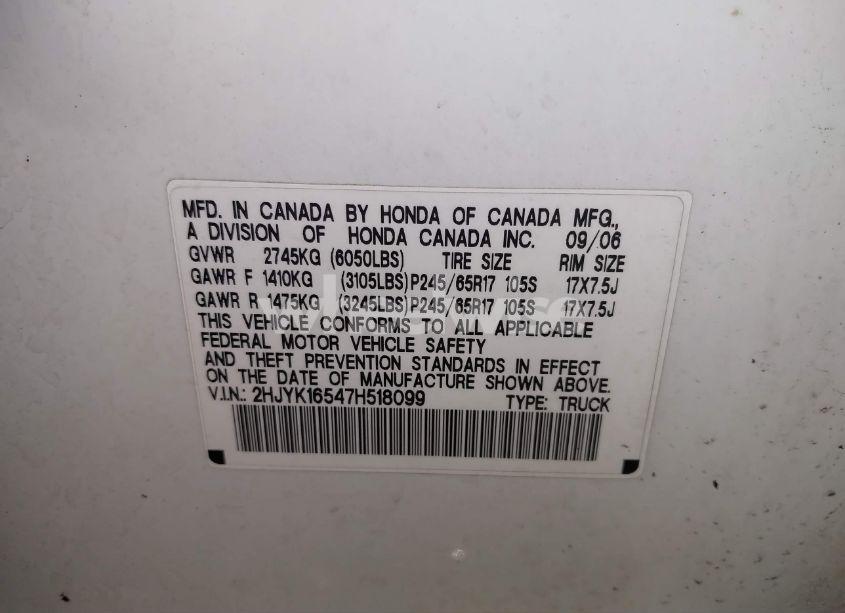 MFD. IN CANADA BY HONDA OF CANADA MFG.,
A DIVISION OF HONDA CANADA INC. 09/06
GVWR 2745KG (6050LBS) TIRE SIZE RIM SIZE
GAWR F 1410KG (3105LBS)P245/65R17 105S 17X7.5J
GAWR R 1475KG (3245LBS)P245/65R17 105S 17X7.5J
THIS VEHICLE CONFORMS TO ALL APPLICABLE
FEDERAL MOTOR VEHICLE SAFETY
AND THEFT PREVENTION STANDARDS IN EFFECT
ON THE DATE OF MANUFACTURE SHOWN ABOVE.
V.I.N.: 2HJYK16547H518099 TYPE: TRUCK